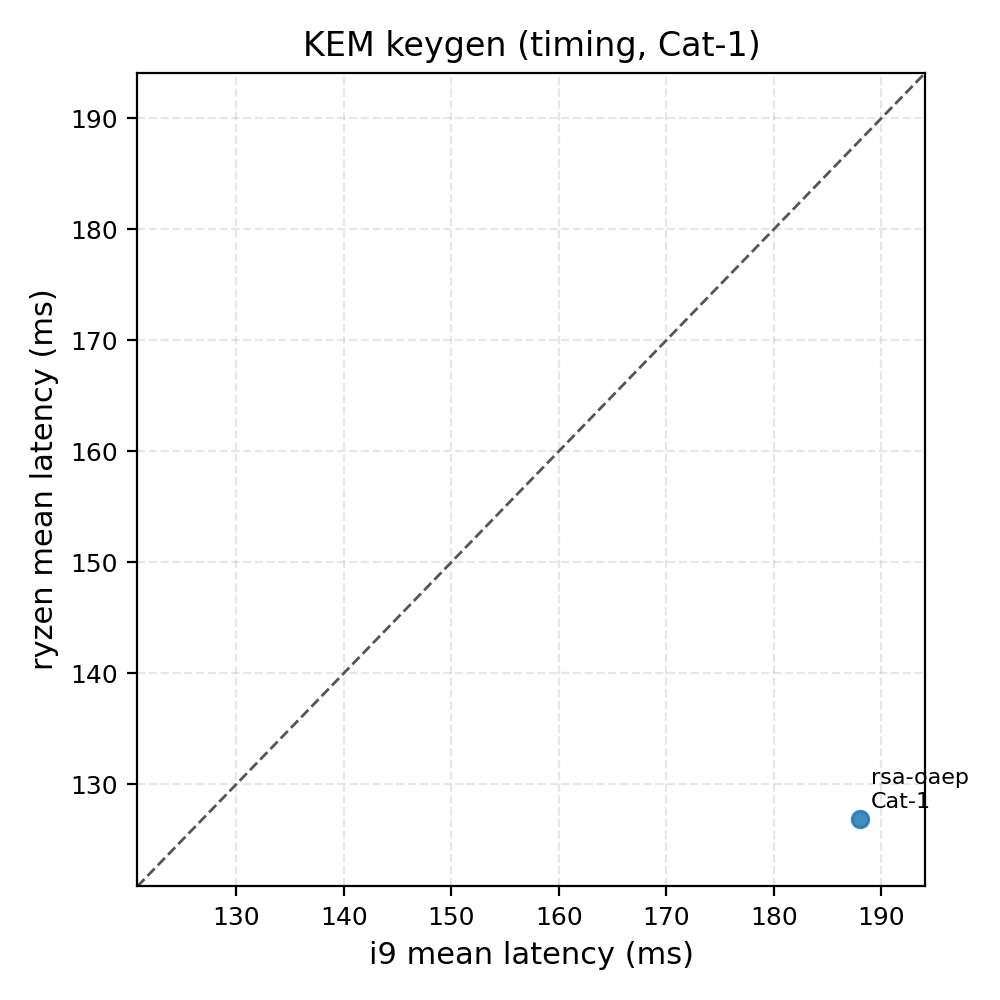 KEM keygen (timing, Cat-1)
ryzen mean latency (ms)
190
180
170
160
150
140
130
rsa-oaep
Cat-1
130 140 150 160 170 180 190
i9 mean latency (ms)